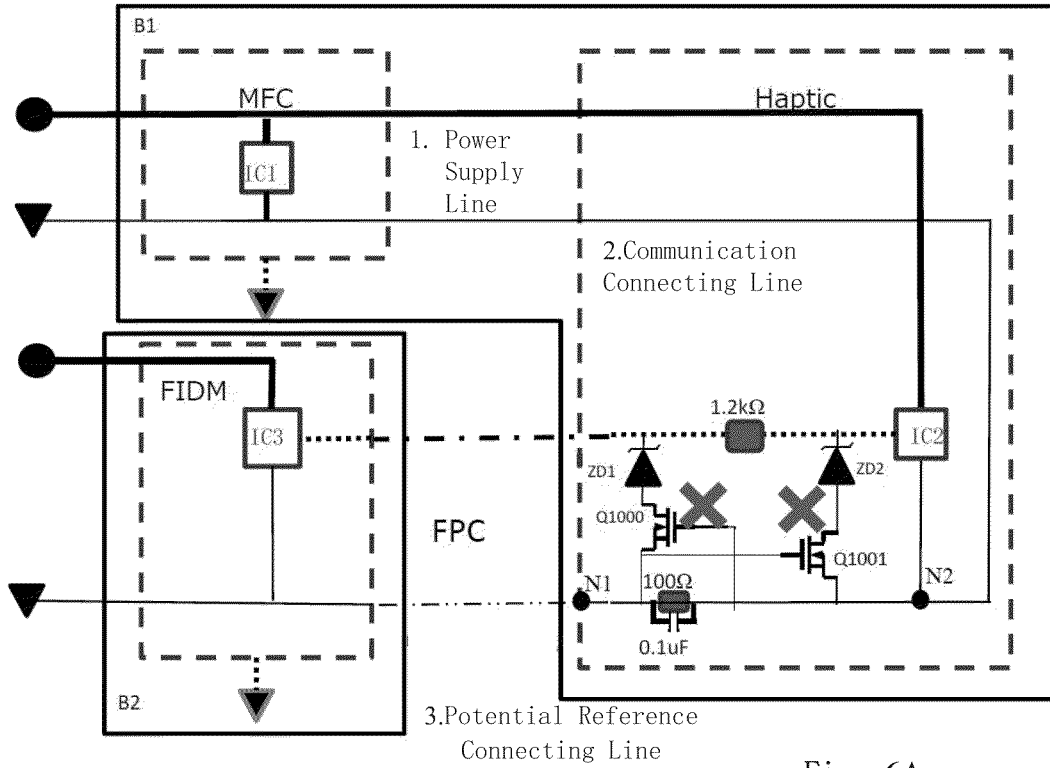 B1
MFC
Haptic
1. Power
Supply
Line
IC1
2.Communication
Connecting Line
FIDM
IC3
1.2kΩ
IC2
ZD1
ZD2
Q1000
FPC
Q1001
N1
100Ω
N2
0.1uF
B2
3.Potential Reference
Connecting Line